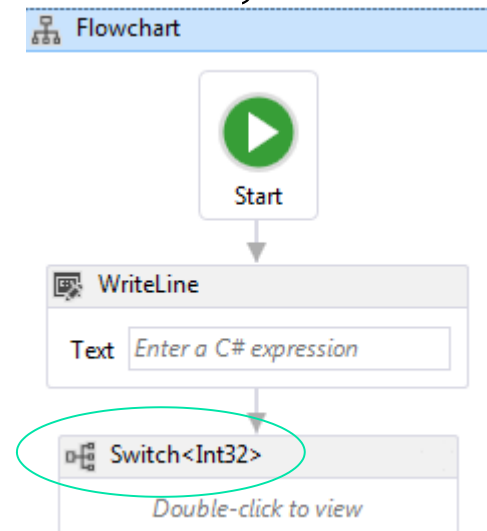 Flowchart
Start
WriteLine
Text Enter a C# expression
Switch<Int32>
Double-click to view